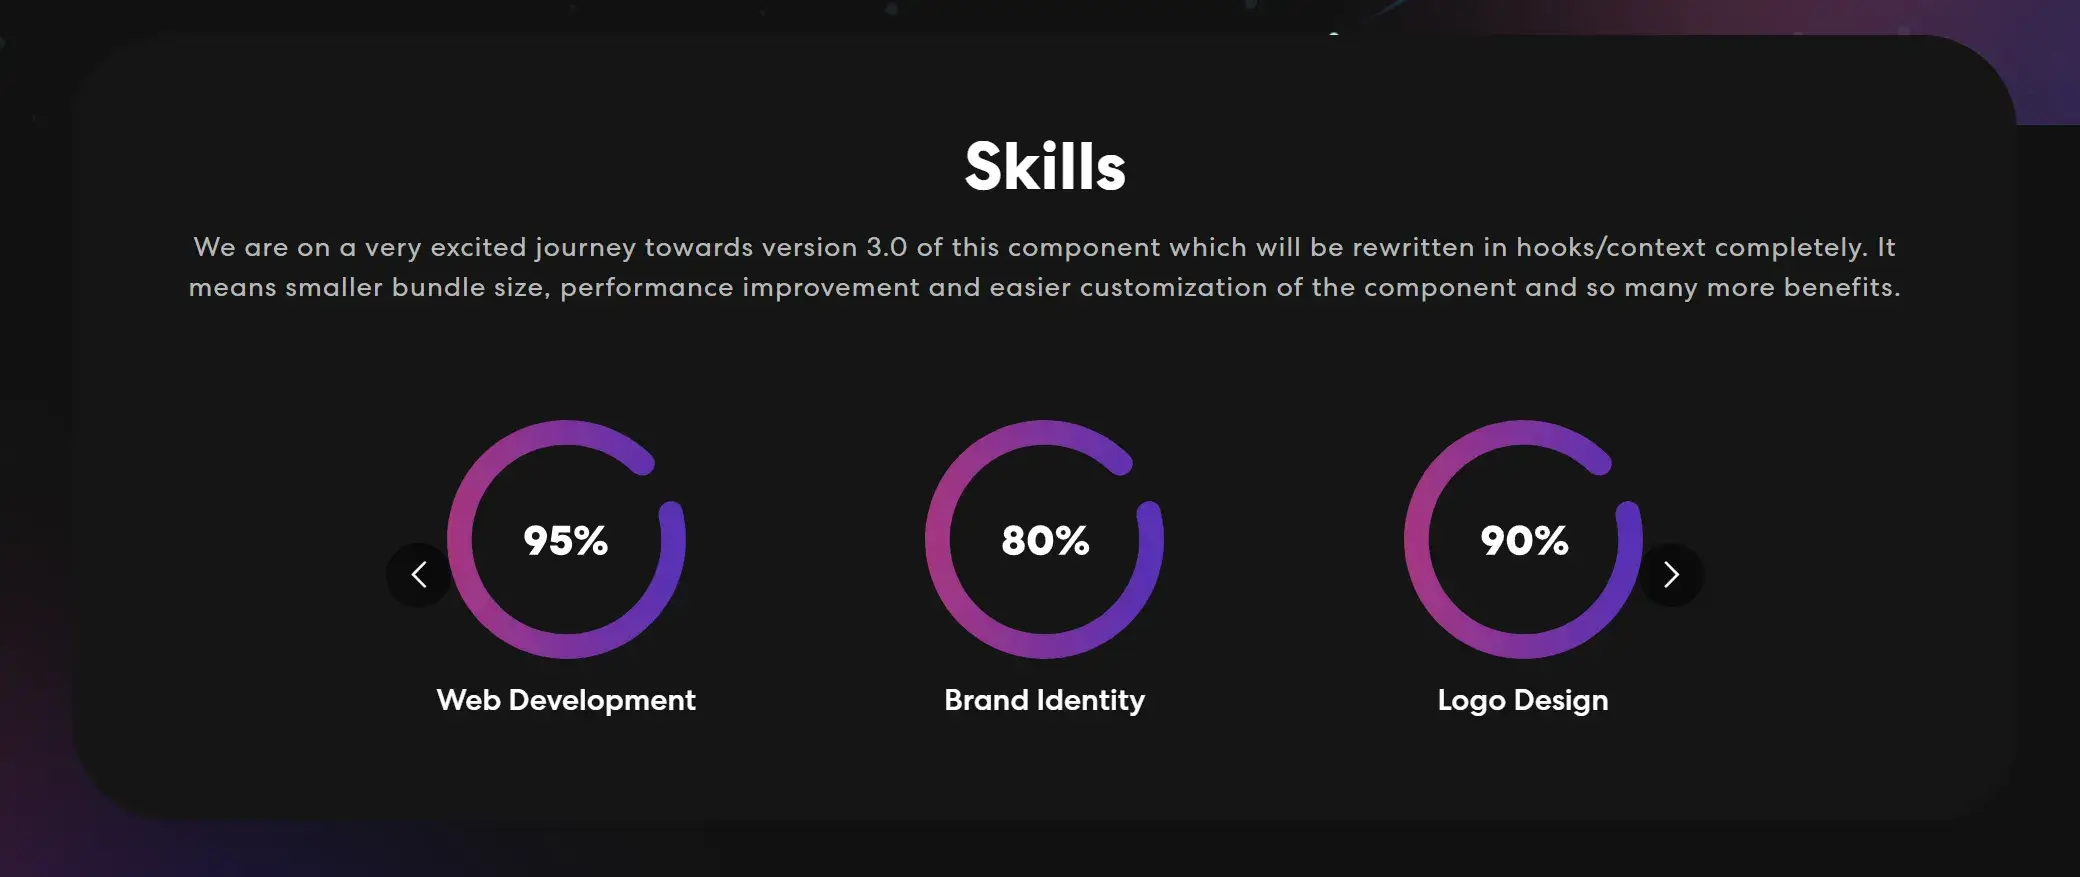 Skills
We are on a very excited journey towards version 3.0 of this component which will be rewritten in hooks/context completely. It
means smaller bundle size, performance improvement and easier customization of the component and so many more benefits.
95%
80%
90%
Web Development
Brand Identity
Logo Design